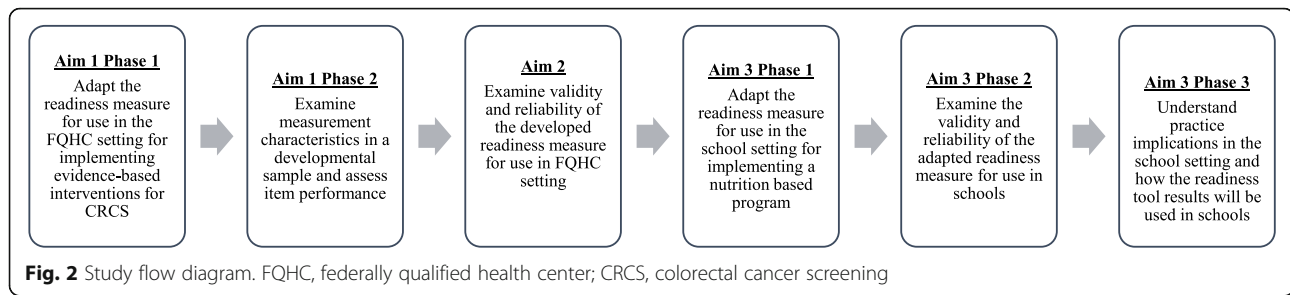 Aim 1 Phase 1
Adapt the
readiness measure
for use in the
FQHC setting for
implementing
evidence-based
interventions for
CRCS
Aim 1 Phase 2
Examine
measurement
characteristics in a
developmental
sample and assess
item performance
Aim 2
Examine validity
and reliability of
the developed
readiness measure
for use in FQHC
setting
Aim 3 Phase 1
Adapt the
readiness measure
for use in the
school setting for
implementing a
nutrition based
program
Aim 3 Phase 2
Examine the
validity and
reliability of the
adapted readiness
measure for use in
schools
Aim 3 Phase 3
Understand
practice
implications in the
school setting and
how the readiness
tool results will be
used in schools
Fig. 2 Study flow diagram. FQHC, federally qualified health center; CRCS, colorectal cancer screening